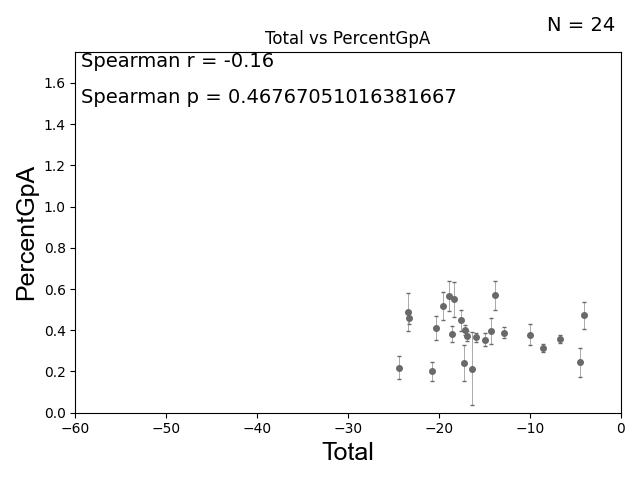 N = 24
Total vs PercentGpA
Spearman r = -0.16
Spearman p = 0.46767051016381667
PercentGpA
1.6
1.4
1.2
1.0
0.8
0.6
0.4
0.2
0.0
−60
−50
−40
−30
−20
−10
0
Total